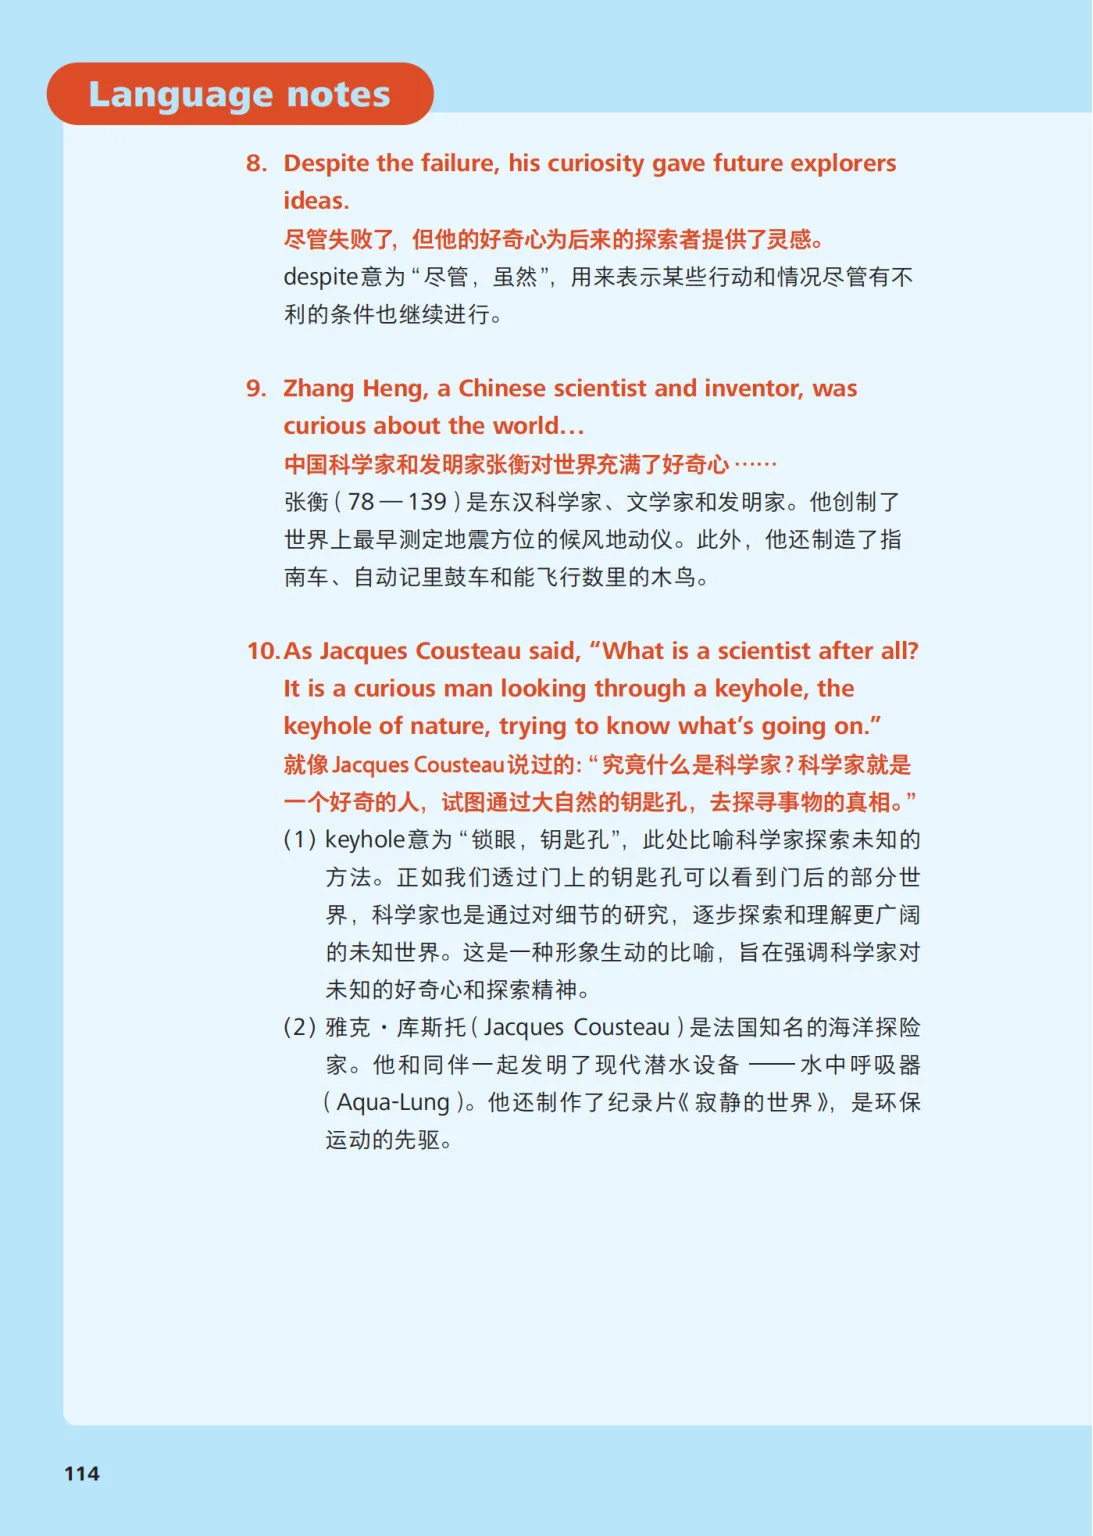 Language notes
8. Despite the failure, his curiosity gave future explorers
ideas.
尽管失败了，但他的好奇心为后来的探索者提供了灵感。
despite意为“尽管，虽然”，用来表示某些行动和情况尽管有不
利的条件也继续进行。
9. Zhang Heng, a Chinese scientist and inventor, was
curious about the world…
中国科学家和发明家张衡对世界充满了好奇心……
张衡（78—139）是东汉科学家、文学家和发明家。他创制了
世界上最早测定地震方位的候风地动仪。此外，他还制造了指
南车、自动记里鼓车和能飞行数里的木鸟。
10. As Jacques Cousteau said, “What is a scientist after all?
It is a curious man looking through a keyhole, the
keyhole of nature, trying to know what’s going on.”
就像Jacques Cousteau说过的：“究竟什么是科学家？科学家就是
一个好奇的人，试图通过大自然的钥匙孔，去探寻事物的真相。”
(1) keyhole意为“锁眼，钥匙孔”，此处比喻科学家探索未知的
方法。正如我们透过门上的钥匙孔可以看到门后的部分世
界，科学家也是通过对细节的研究，逐步探索和理解更广阔
的未知世界。这是一种形象生动的比喻，旨在强调科学家对
未知的好奇心和探索精神。
(2) 雅克·库斯托（Jacques Cousteau）是法国知名的海洋探险
家。他和同伴一起发明了现代潜水设备——水中呼吸器
（Aqua-Lung）。他还制作了纪录片《寂静的世界》，是环保
运动的先驱。
114